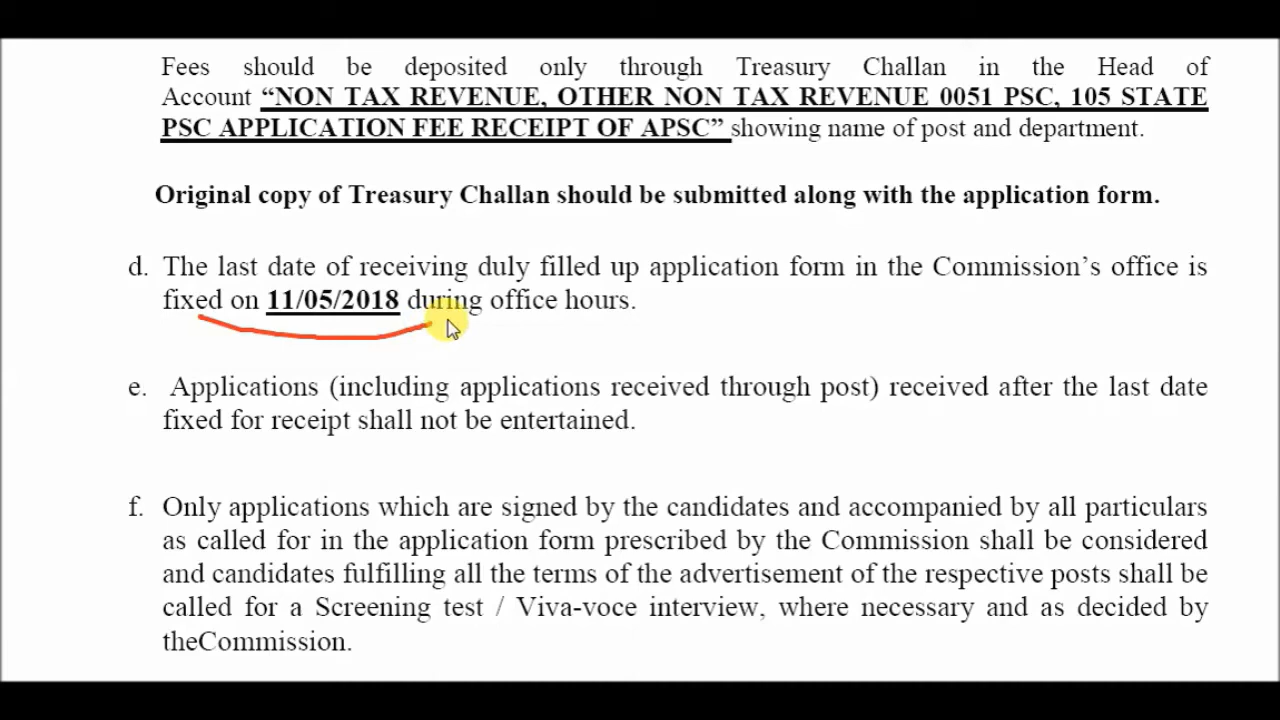 Fees should be deposited only through Treasury Challan in the Head of
Account “NON TAX REVENUE, OTHER NON TAX REVENUE 0051 PSC, 105 STATE
PSC APPLICATION FEE RECEIPT OF APSC” showing name of post and department.
Original copy of Treasury Challan should be submitted along with the application form.
d. The last date of receiving duly filled up application form in the Commission’s office is
fixed on 11/05/2018 during office hours.
e. Applications (including applications received through post) received after the last date
fixed for receipt shall not be entertained.
f. Only applications which are signed by the candidates and accompanied by all particulars
as called for in the application form prescribed by the Commission shall be considered
and candidates fulfilling all the terms of the advertisement of the respective posts shall be
called for a Screening test / Viva-voce interview, where necessary and as decided by
theCommission.